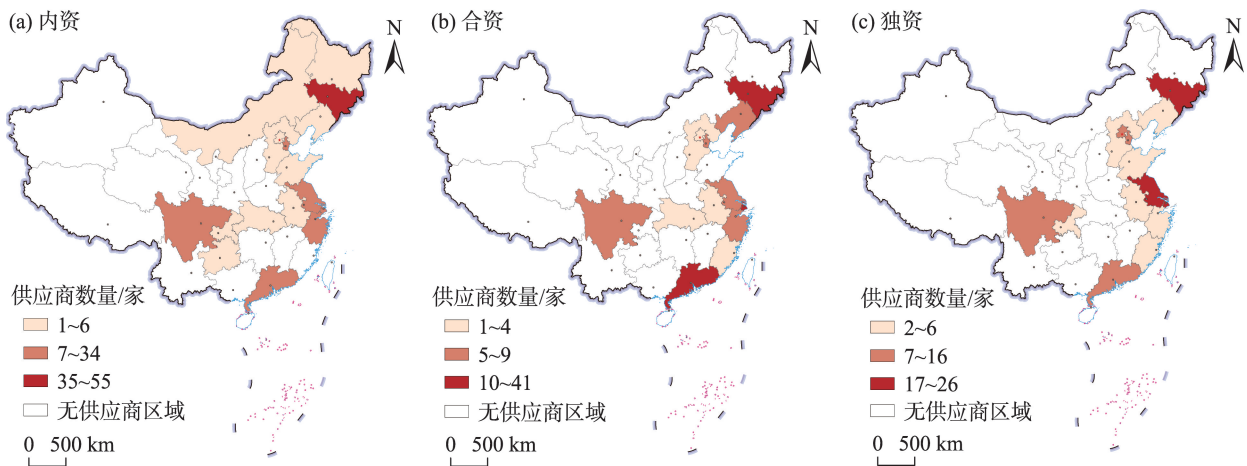 (a) 内资
N
供应商数量/家
1~6
7~34
35~55
无供应商区域
0 500 km
(b) 合资
N
供应商数量/家
1~4
5~9
10~41
无供应商区域
0 500 km
(c) 独资
N
供应商数量/家
2~6
7~16
17~26
无供应商区域
0 500 km